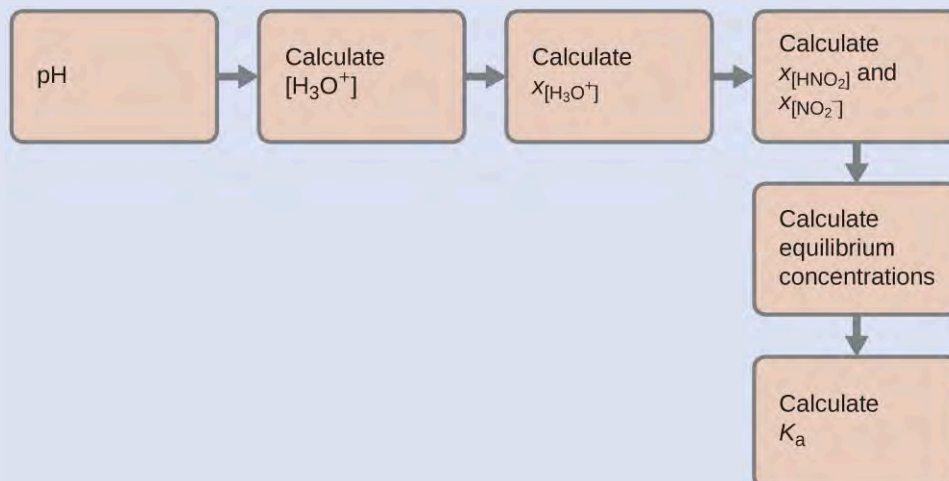 pH
Calculate
[H₃O⁺]
Calculate
x[H₃O⁺]
Calculate
x[HNO₂] and
x[NO₂⁻]
Calculate
equilibrium
concentrations
Calculate
Kₐ